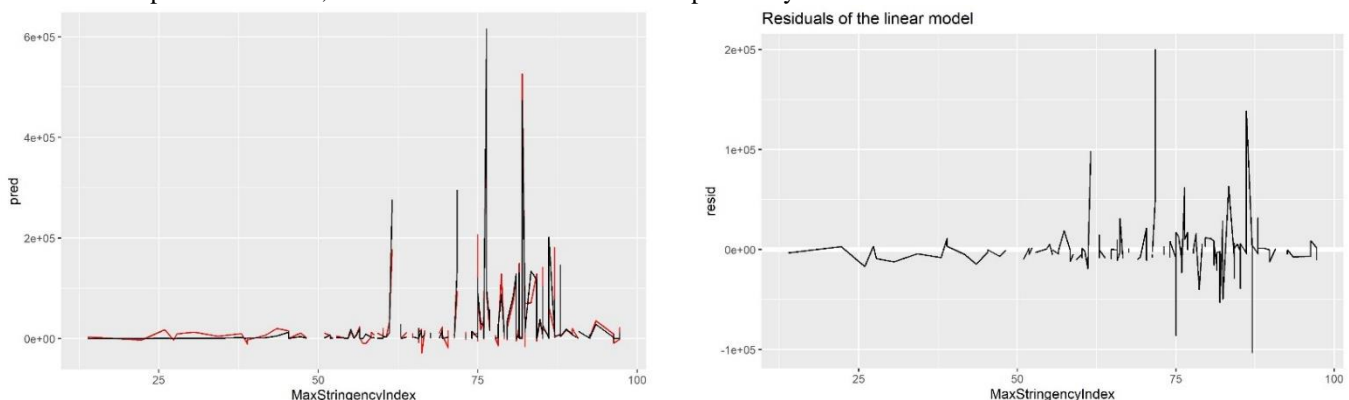 Residuals of the linear model
6e+05
4e+05
2e+05
0e+00
pred
25
50
75
100
MaxStringencyIndex
2e+05
1e+05
0e+00
-1e+05
resid
25
50
75
100
MaxStringencyIndex